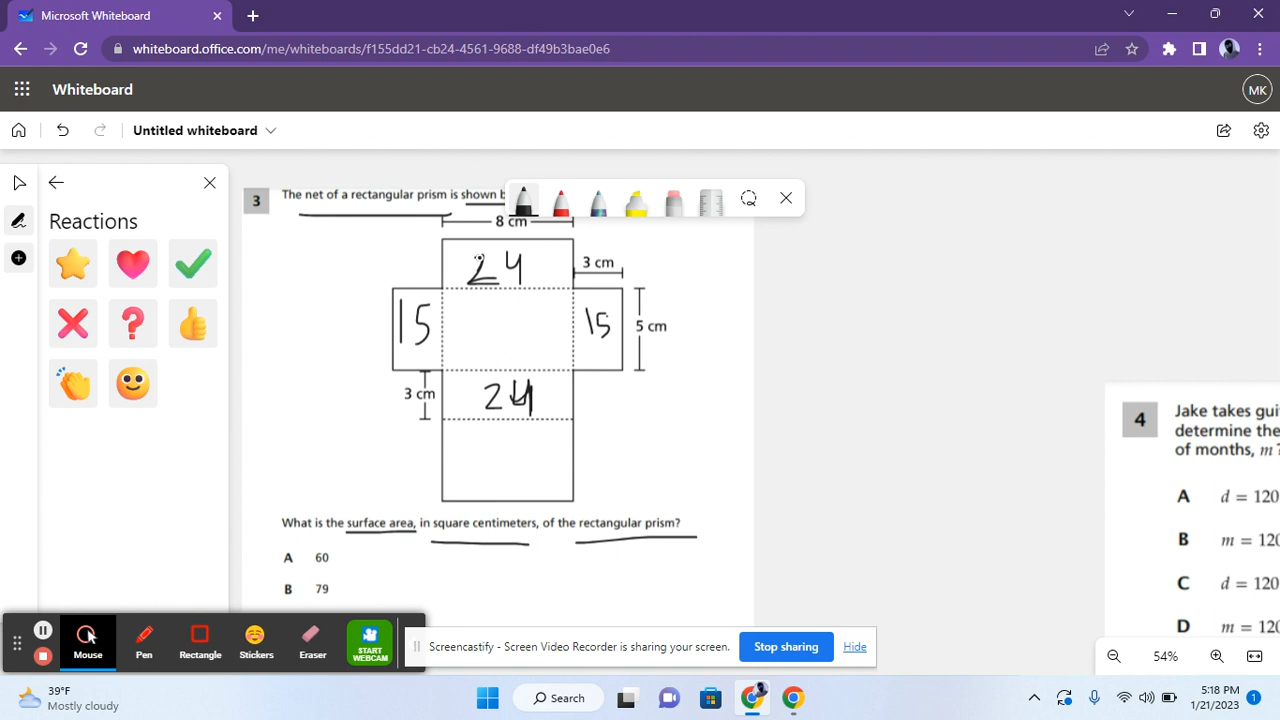 Microsoft Whiteboard
whiteboard.office.com/me/whiteboards/f155dd21-cb24-4561-9688-df49b3bae0e6
Whiteboard
MK
Untitled whiteboard
Reactions
3
The net of a rectangular prism is shown
8 cm
24
3 cm
15
15
5 cm
3 cm
24
What is the surface area, in square centimeters, of the rectangular prism?
A 60
B 79
4
Jake takes
determine the
of months, m
A d = 120
B m = 120
C d = 120
D m = 120
Mouse
Pen
Rectangle
Stickers
Eraser
START
WEBCAM
Screencastify - Screen Video Recorder is sharing your screen.
Stop sharing
Hide
54%
39°F
Mostly cloudy
Search
5:18 PM
1/21/2023
1